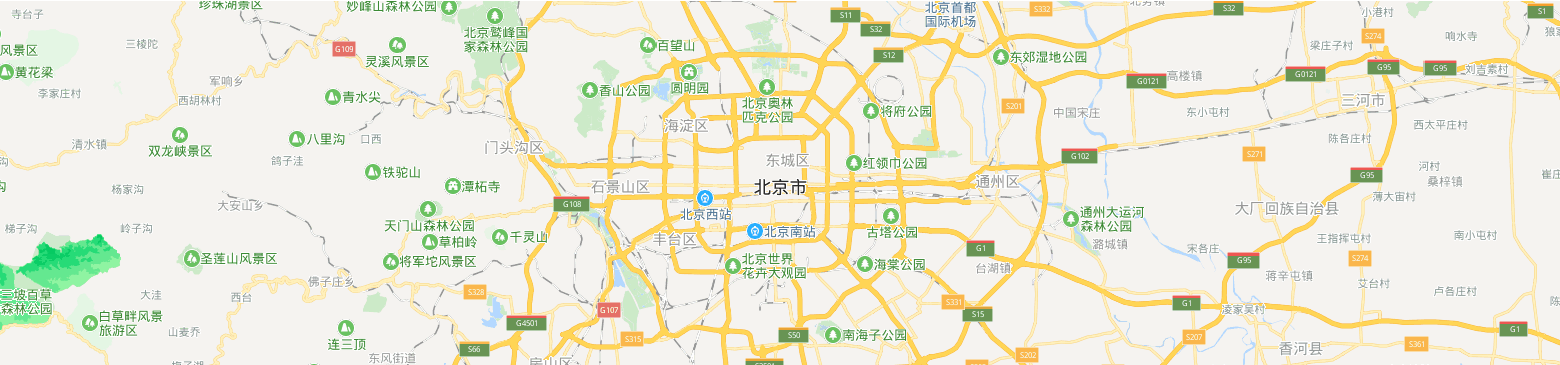 珍珠湖景区
妙峰山森林公园
北京首都
国际机场
S11
S32
S332
S32
小港村
S1
寺台子
三棱陀
G109
北京鹫峰国
家森林公园
百望山
S12
东郊湿地公园
S274
梁庄子村
响水寺
风景区
黄花梁
灵溪风景区
军响乡
圆明园
G0121
高楼镇
G0121
G95
G95
刘吉素村
李家庄村
西胡林村
青水尖
香山公园
北京奥林
匹克公园
将府公园
S201
中国宋庄
东小屯村
三河市
西太平庄村
清水镇
双龙峡景区
八里沟
口西
海淀区
陈各庄村
门头沟区
鸽子洼
铁驼山
东城区
红领巾公园
G102
S271
河村
G95
桑梓镇
杨家沟
潭柘寺
石景山区
北京市
通州区
薄大宙村
大安山乡
天门山森林公园
G108
北京西站
古塔公园
通州大运河
森林公园
大厂回族自治县
梯子沟
岭子沟
草柏岭
千灵山
丰台区
北京南站
潞城镇
宋各庄
王指挥屯村
南小屯村
圣莲山风景区
将军坨风景区
北京世界
花卉大观园
海棠公园
G1
台湖镇
G95
S274
蒋辛屯镇
艾台村
卢各庄村
佛子庄乡
三坡百草
森林公园
大洼
西台
S328
G107
S331
G1
凌家吴村
白草畔风景
旅游区
山麦乔
连三顶
G4501
S315
S50
南海子公园
S15
S207
G1
东风街道
S66
房山区
S202
香河县
S361